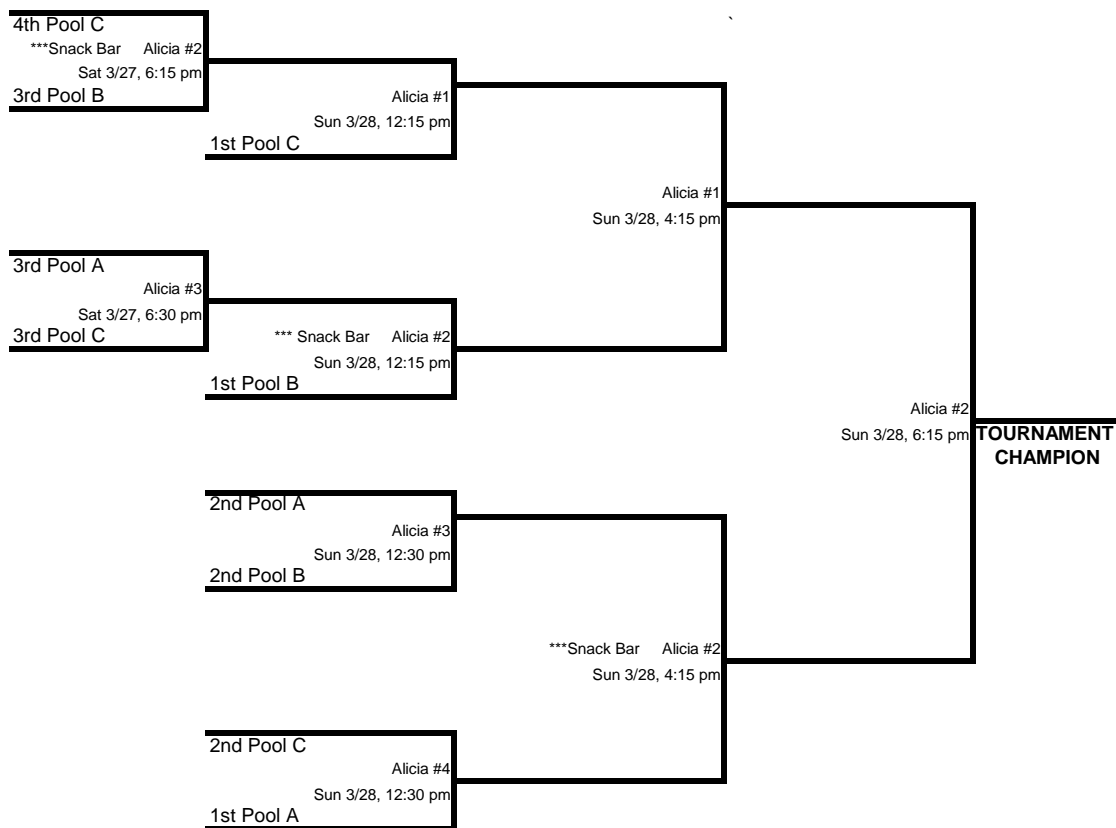 `
4th Pool C
***Snack Bar Alicia #2
Sat 3/27, 6:15 pm
3rd Pool B
Alicia #1
Sun 3/28, 12:15 pm
1st Pool C
Alicia #1
Sun 3/28, 4:15 pm
3rd Pool A
Alicia #3
Sat 3/27, 6:30 pm
3rd Pool C
*** Snack Bar Alicia #2
Sun 3/28, 12:15 pm
1st Pool B
Alicia #2
Sun 3/28, 6:15 pm
TOURNAMENT
CHAMPION
2nd Pool A
Alicia #3
Sun 3/28, 12:30 pm
2nd Pool B
***Snack Bar Alicia #2
Sun 3/28, 4:15 pm
2nd Pool C
Alicia #4
Sun 3/28, 12:30 pm
1st Pool A